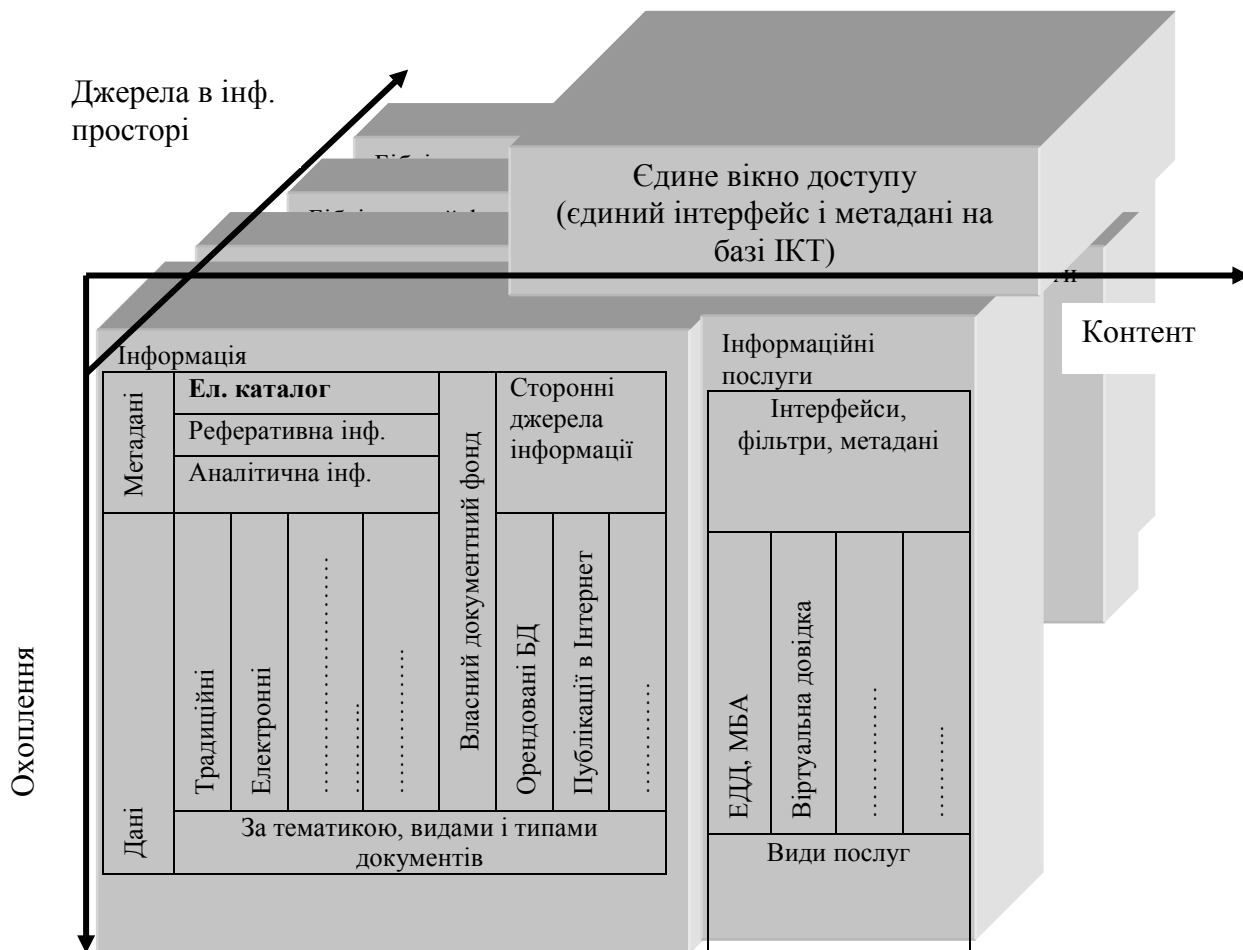 Джерела в інф.
просторі
Єдине вікно доступу
(єдиний інтерфейс і метадані на
базі ІКТ)
Контент
Охоплення
Інформація
Метадані
Ел. каталог
Реферативна інф.
Аналітична інф.
Власний документний фонд
Сторонні
джерела
інформації
Дані
Традиційні
Електронні
Орендовані БД
Публікації в Інтернет
За тематикою, видами і типами
документів
Інформаційні
послуги
Інтерфейси,
фільтри, метадані
ЕДД, МБА
Віртуальна довідка
Види послуг